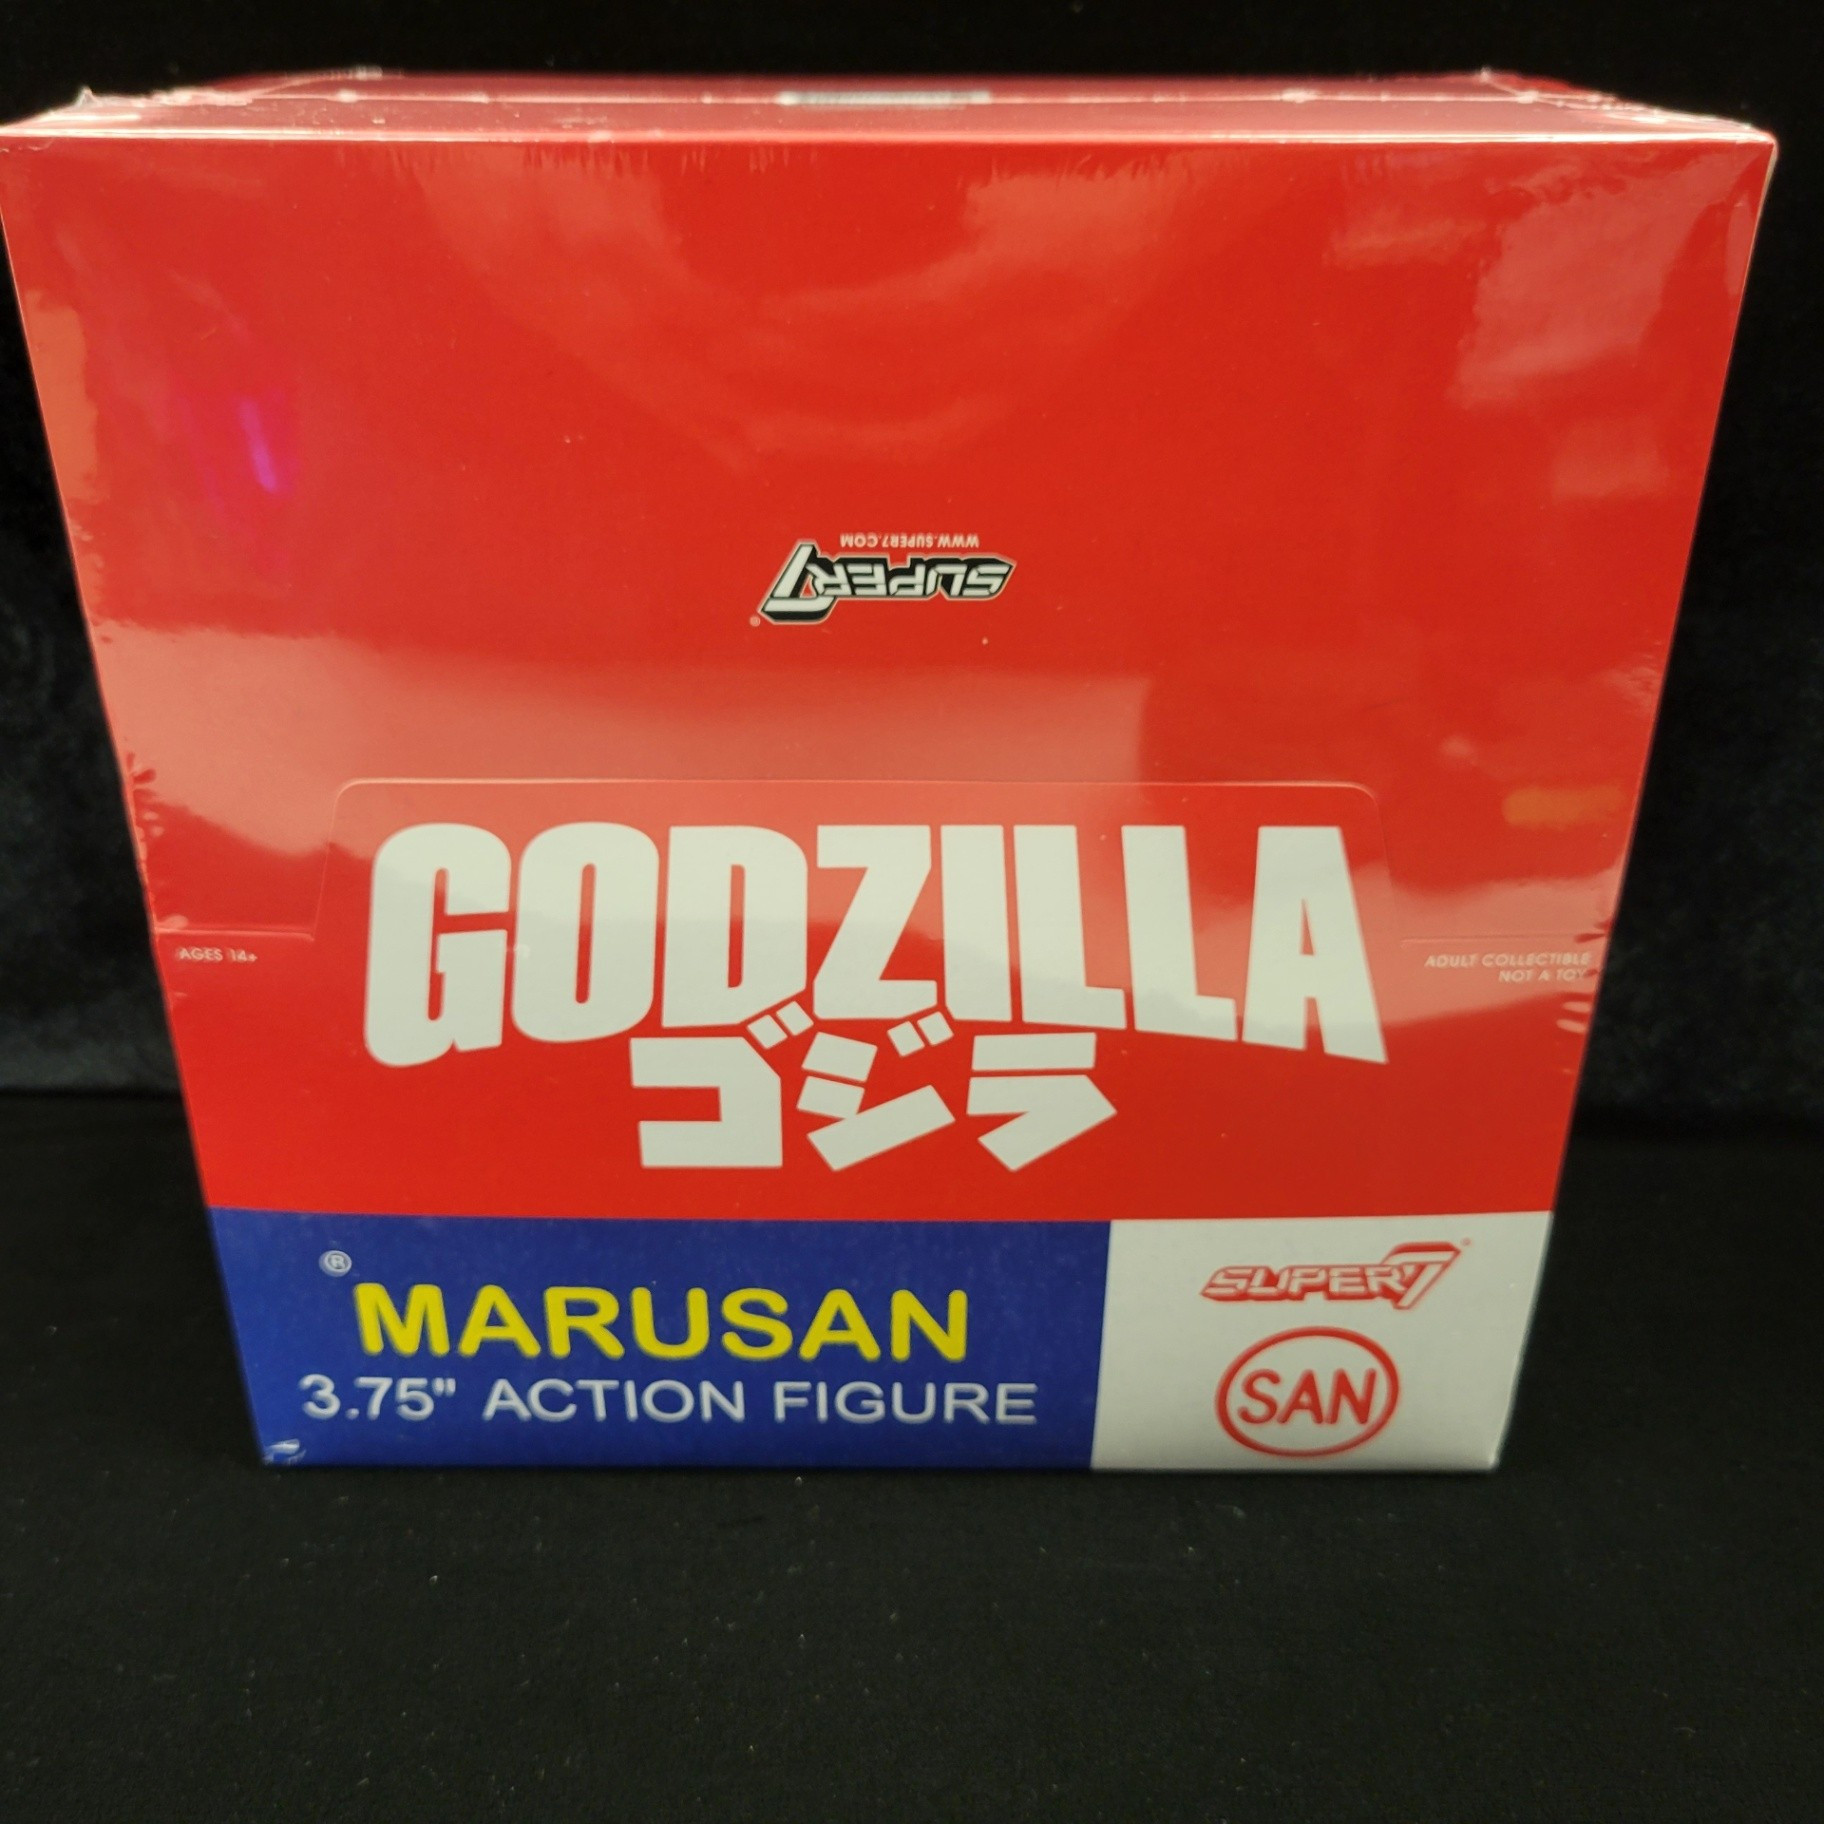 WWW.SUPER7.COM
SUPER7®
GODZILLA
ゴジラ
AGES 14+
ADULT COLLECTIBLE
NOT A TOY
®
MARUSAN
3.75" ACTION FIGURE
SUPER7
SAN